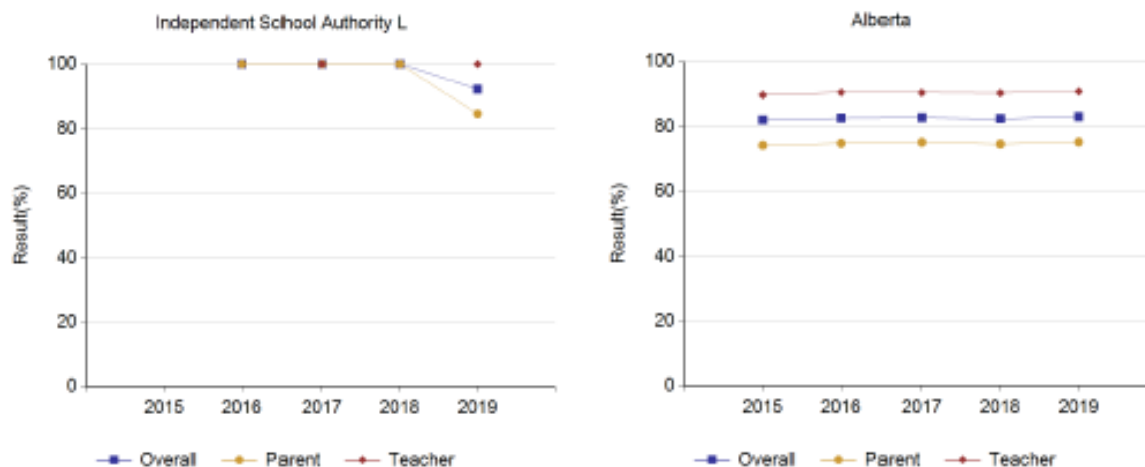 Independent Sclhool Authority L
Result(%)
100
80
60
40
20
0
2015 2016 2017 2018 2019
Overall Parent Teacher
Alberta
Result(%)
100
80
60
40
20
0
2015 2016 2017 2018 2019
Overall Parent Teacher